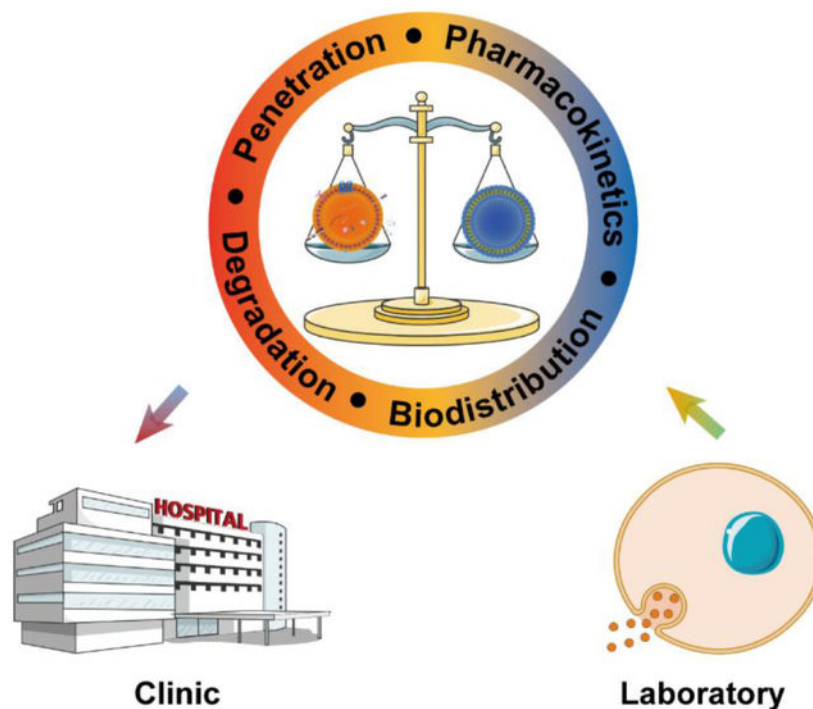 Penetration • Pharmacokinetics • Biodistribution • Degradation •
HOSPITAL
Clinic
Laboratory